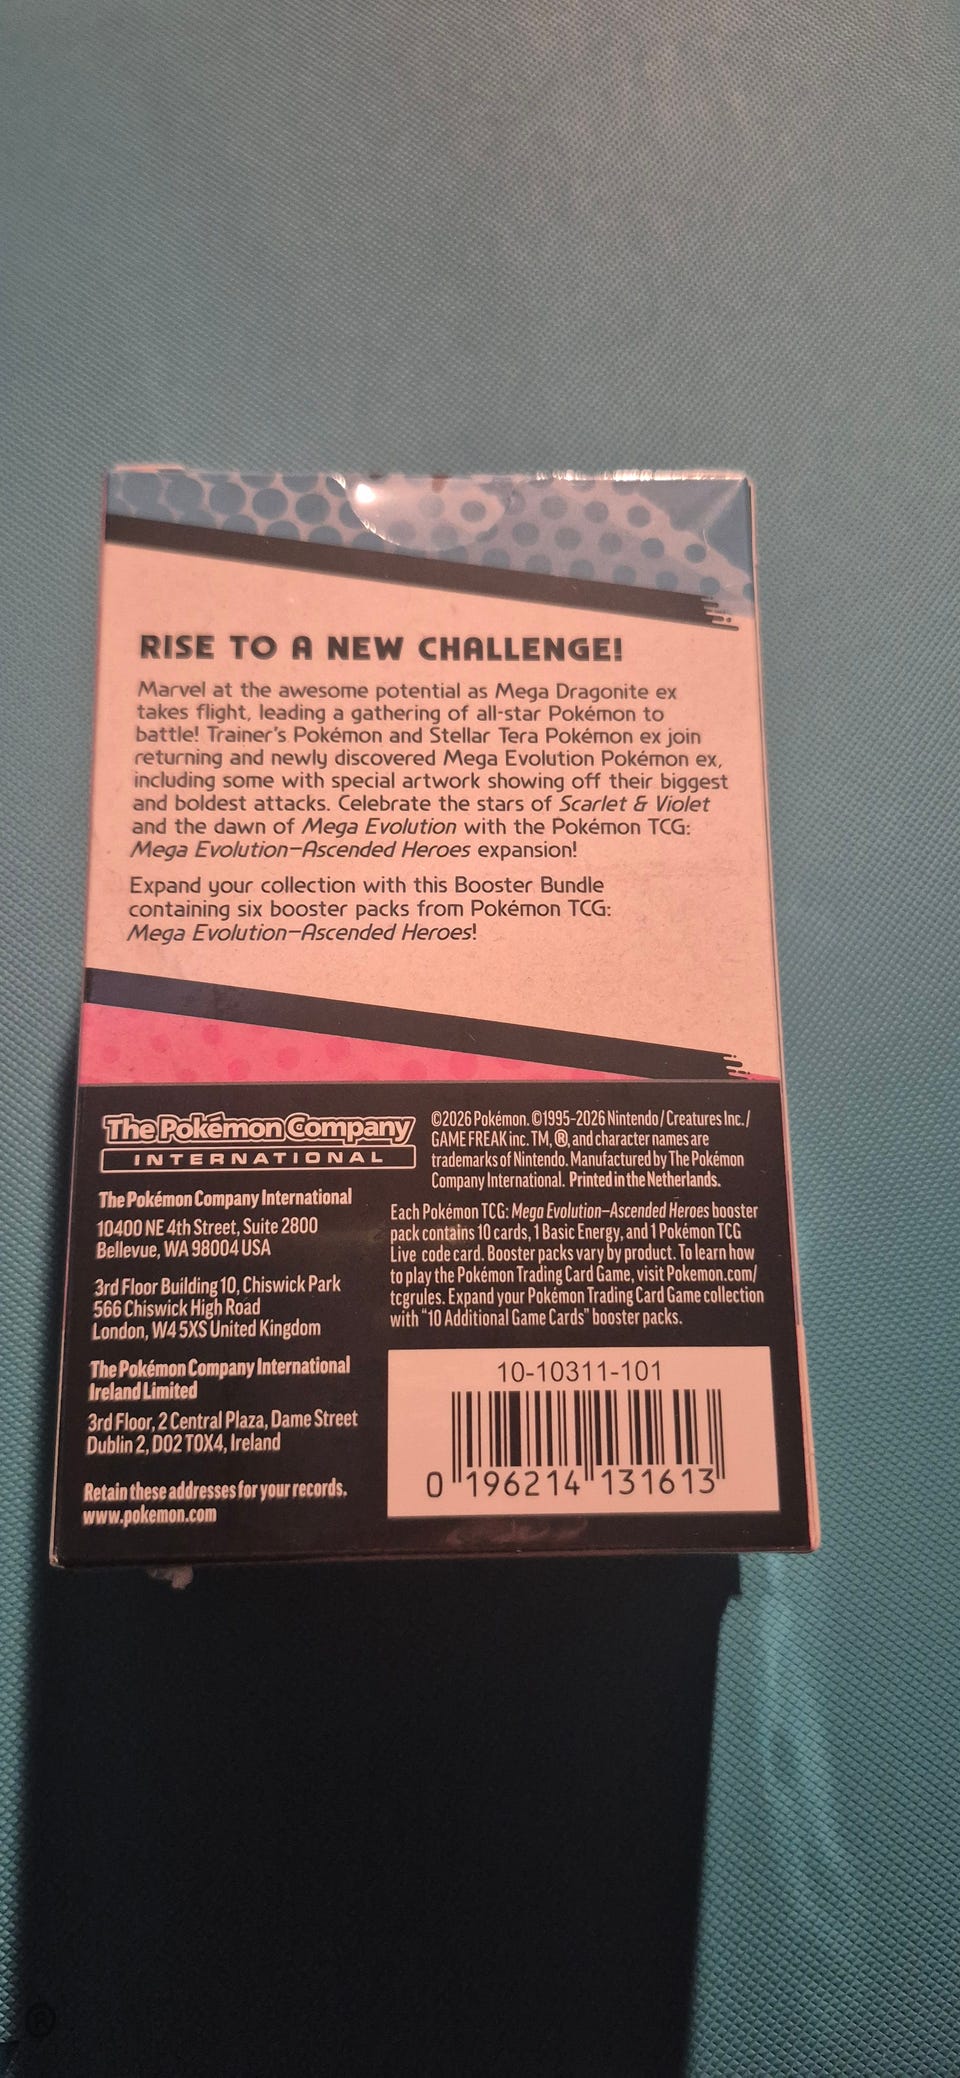 RISE TO A NEW CHALLENGE!
Marvel at the awesome potential as Mega Dragonite ex
takes flight, leading a gathering of all-star Pokémon to
battle! Trainer's Pokémon and Stellar Tera Pokémon ex join
returning and newly discovered Mega Evolution Pokémon ex,
including some with special artwork showing off their biggest
and boldest attacks. Celebrate the stars of Scarlet & Violet
and the dawn of Mega Evolution with the Pokémon TCG:
Mega Evolution—Ascended Heroes expansion!
Expand your collection with this Booster Bundle
containing six booster packs from Pokémon TCG:
Mega Evolution—Ascended Heroes!
The Pokémon Company
INTERNATIONAL
The Pokémon Company International
10400 NE 4th Street, Suite 2800
Bellevue, WA 98004 USA
3rd Floor Building 10, Chiswick Park
566 Chiswick High Road
London, W4 5XS United Kingdom
The Pokémon Company International
Ireland Limited
3rd Floor, 2 Central Plaza, Dame Street
Dublin 2, D02 T0X4, Ireland
Retain these addresses for your records.
www.pokemon.com
©2026 Pokémon. ©1995–2026 Nintendo / Creatures Inc. /
GAME FREAK inc. TM, ®, and character names are
trademarks of Nintendo. Manufactured by The Pokémon
Company International. Printed in the Netherlands.
Each Pokémon TCG: Mega Evolution—Ascended Heroes booster
pack contains 10 cards, 1 Basic Energy, and 1 Pokémon TCG
Live code card. Booster packs vary by product. To learn how
to play the Pokémon Trading Card Game, visit Pokemon.com/
tcgrules. Expand your Pokémon Trading Card Game collection
with "10 Additional Game Cards" booster packs.
10-10311-101
0 196214 131613
®